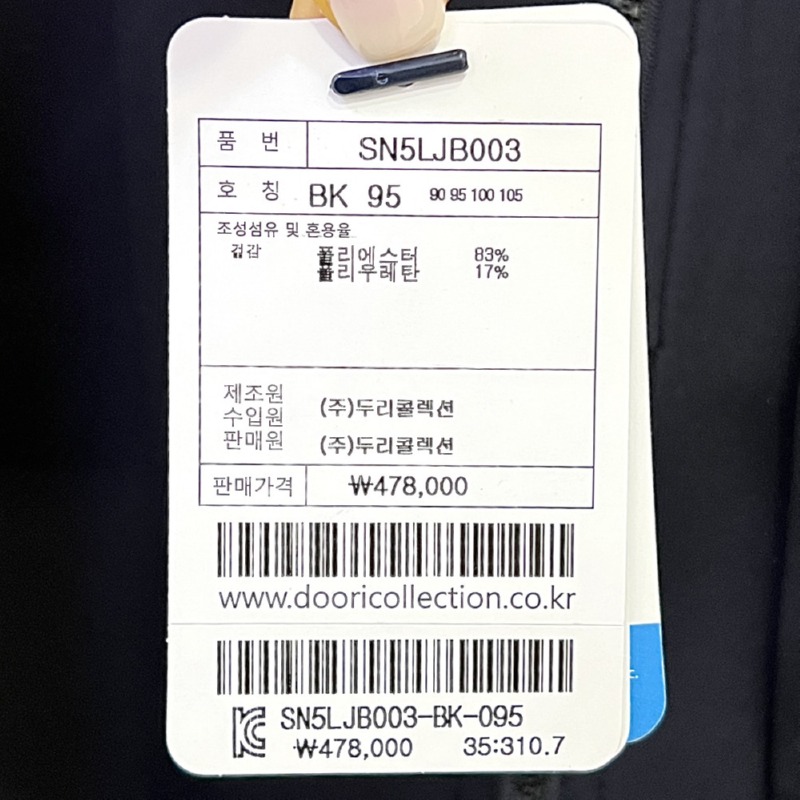 품 번 SN5LJB003
호 칭 BK 95 90 95 100 105
조성섬유 및 혼용율
겉감 폴리에스터 83%
폴리우레탄 17%
제조원
수입원 (주)두리콜렉션
판매원 (주)두리콜렉션
판매가격 ₩478,000
www.dooricollection.co.kr
SN5LJB003-BK-095
₩478,000 35:310.7